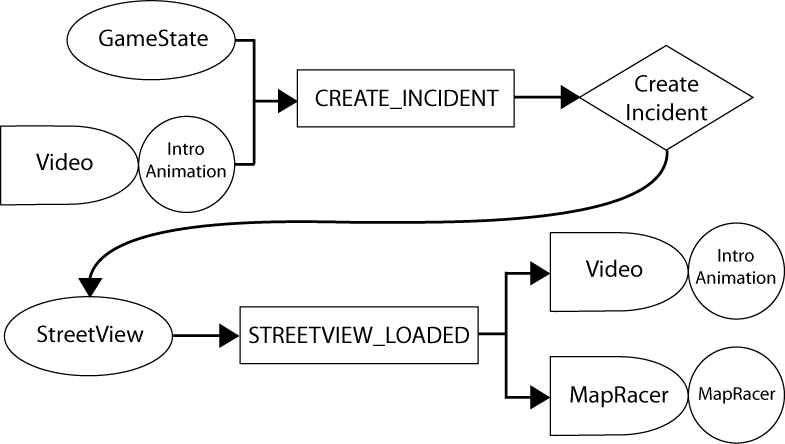 GameState
CREATE_INCIDENT
Create
Incident
Video
Intro
Animation
StreetView
STREETVIEW_LOADED
Video
Intro
Animation
MapRacer
MapRacer